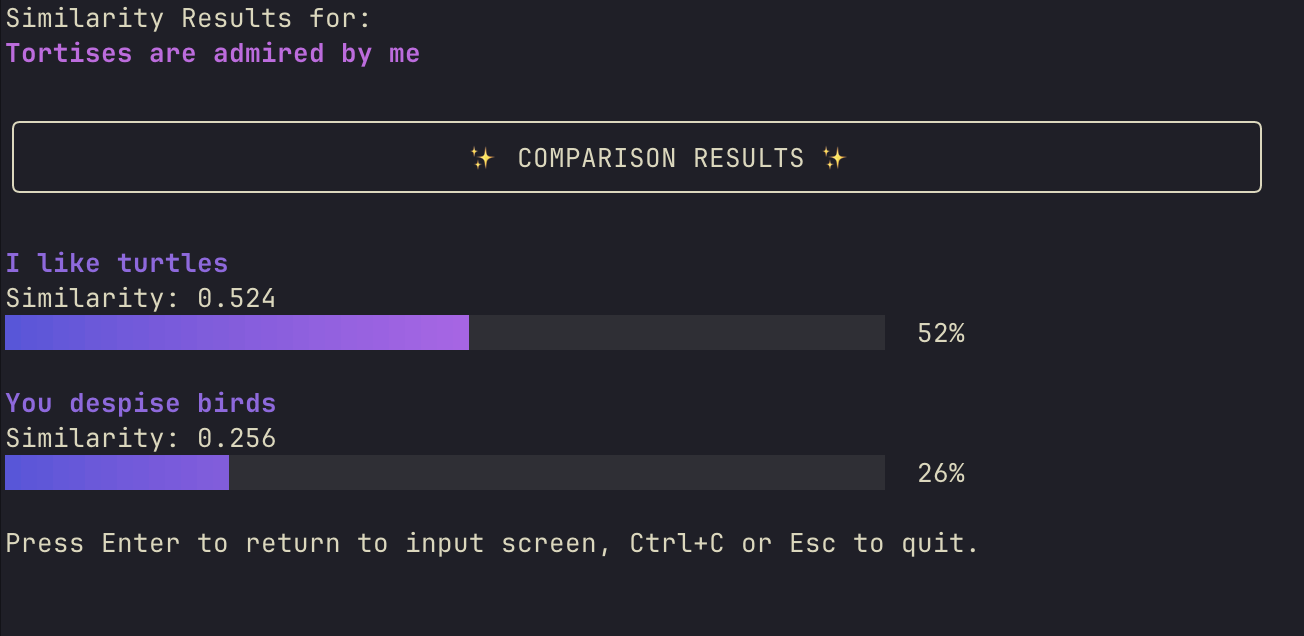 Similarity Results for:
Tortises are admired by me
✨ COMPARISON RESULTS ✨
I like turtles
Similarity: 0.524
52%
You despise birds
Similarity: 0.256
26%
Press Enter to return to input screen, Ctrl+C or Esc to quit.